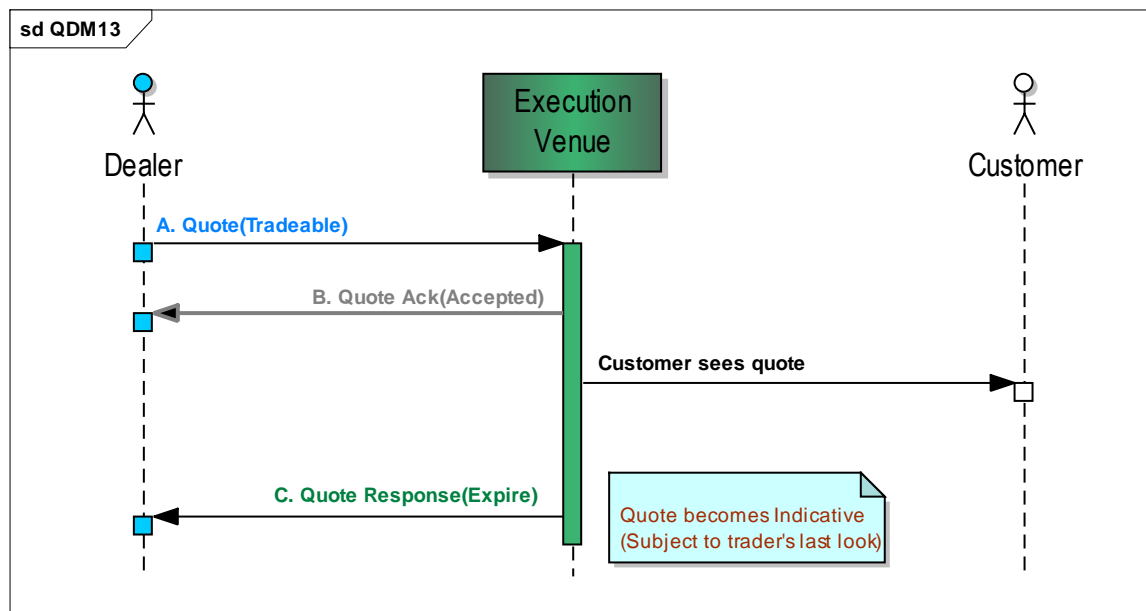 sd QDM13
Execution
Venue
Dealer
Customer
A. Quote(Tradeable)
B. Quote Ack(Accepted)
Customer sees quote
C. Quote Response(Expire)
Quote becomes Indicative
(Subject to trader's last look)